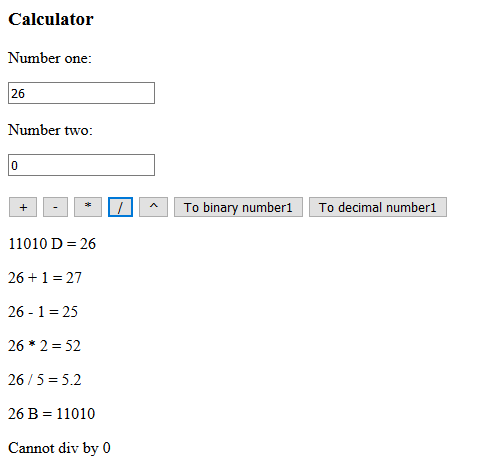 Calculator
Number one:
26
Number two:
0
+ - * / ^ To binary number1 To decimal number1
11010 D = 26
26 + 1 = 27
26 - 1 = 25
26 * 2 = 52
26 / 5 = 5.2
26 B = 11010
Cannot div by 0